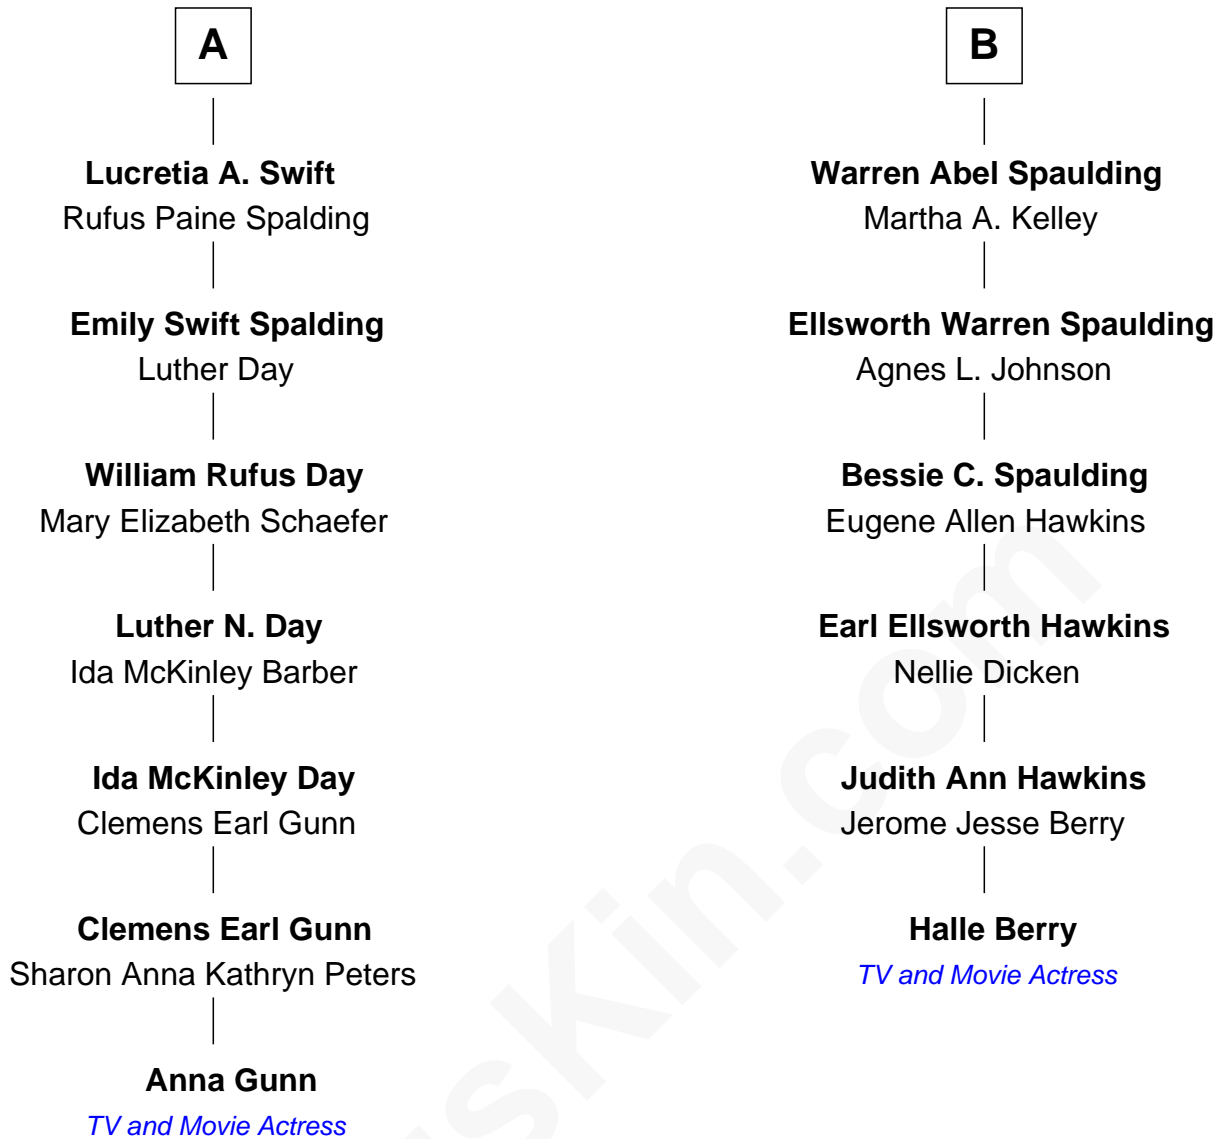 A
Lucretia A. Swift
Rufus Paine Spalding
Emily Swift Spalding
Luther Day
William Rufus Day
Mary Elizabeth Schaefer
Luther N. Day
Ida McKinley Barber
Ida McKinley Day
Clemens Earl Gunn
Clemens Earl Gunn
Sharon Anna Kathryn Peters
Anna Gunn
TV and Movie Actress
B
Warren Abel Spaulding
Martha A. Kelley
Ellsworth Warren Spaulding
Agnes L. Johnson
Bessie C. Spaulding
Eugene Allen Hawkins
Earl Ellsworth Hawkins
Nellie Dicken
Judith Ann Hawkins
Jerome Jesse Berry
Halle Berry
TV and Movie Actress